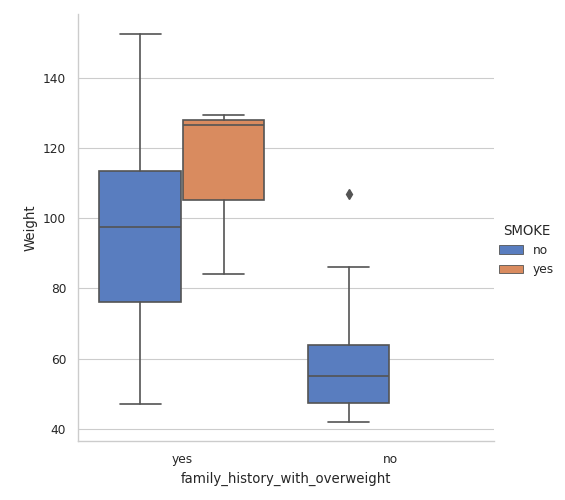 140
120
100
80
60
40
Weight
yes
no
family_history_with_overweight
SMOKE
no
yes